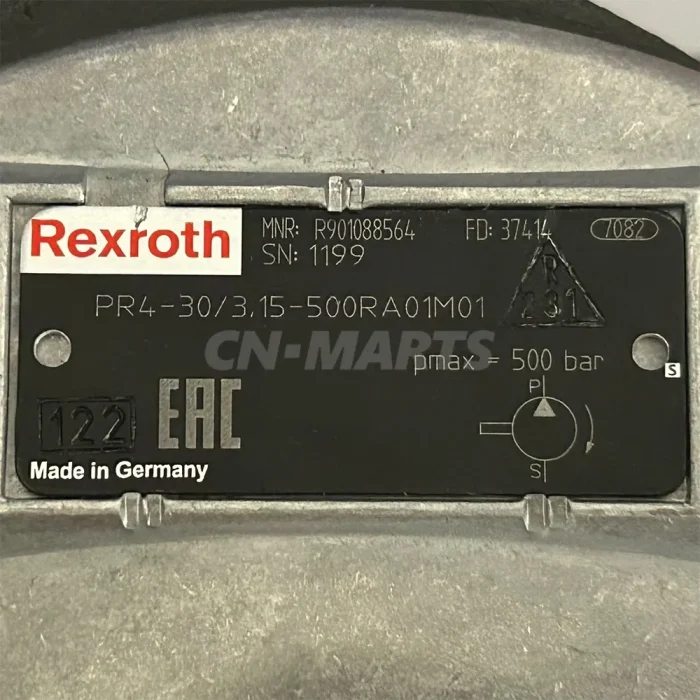 Rexroth
MNR: R901088564 FD: 37414 7082
SN: 1199
PR4-30/3,15-500RA01M01
R
231
CN-MARTS
pmax = 500 bar
S
P
122 EAC
S
Made in Germany